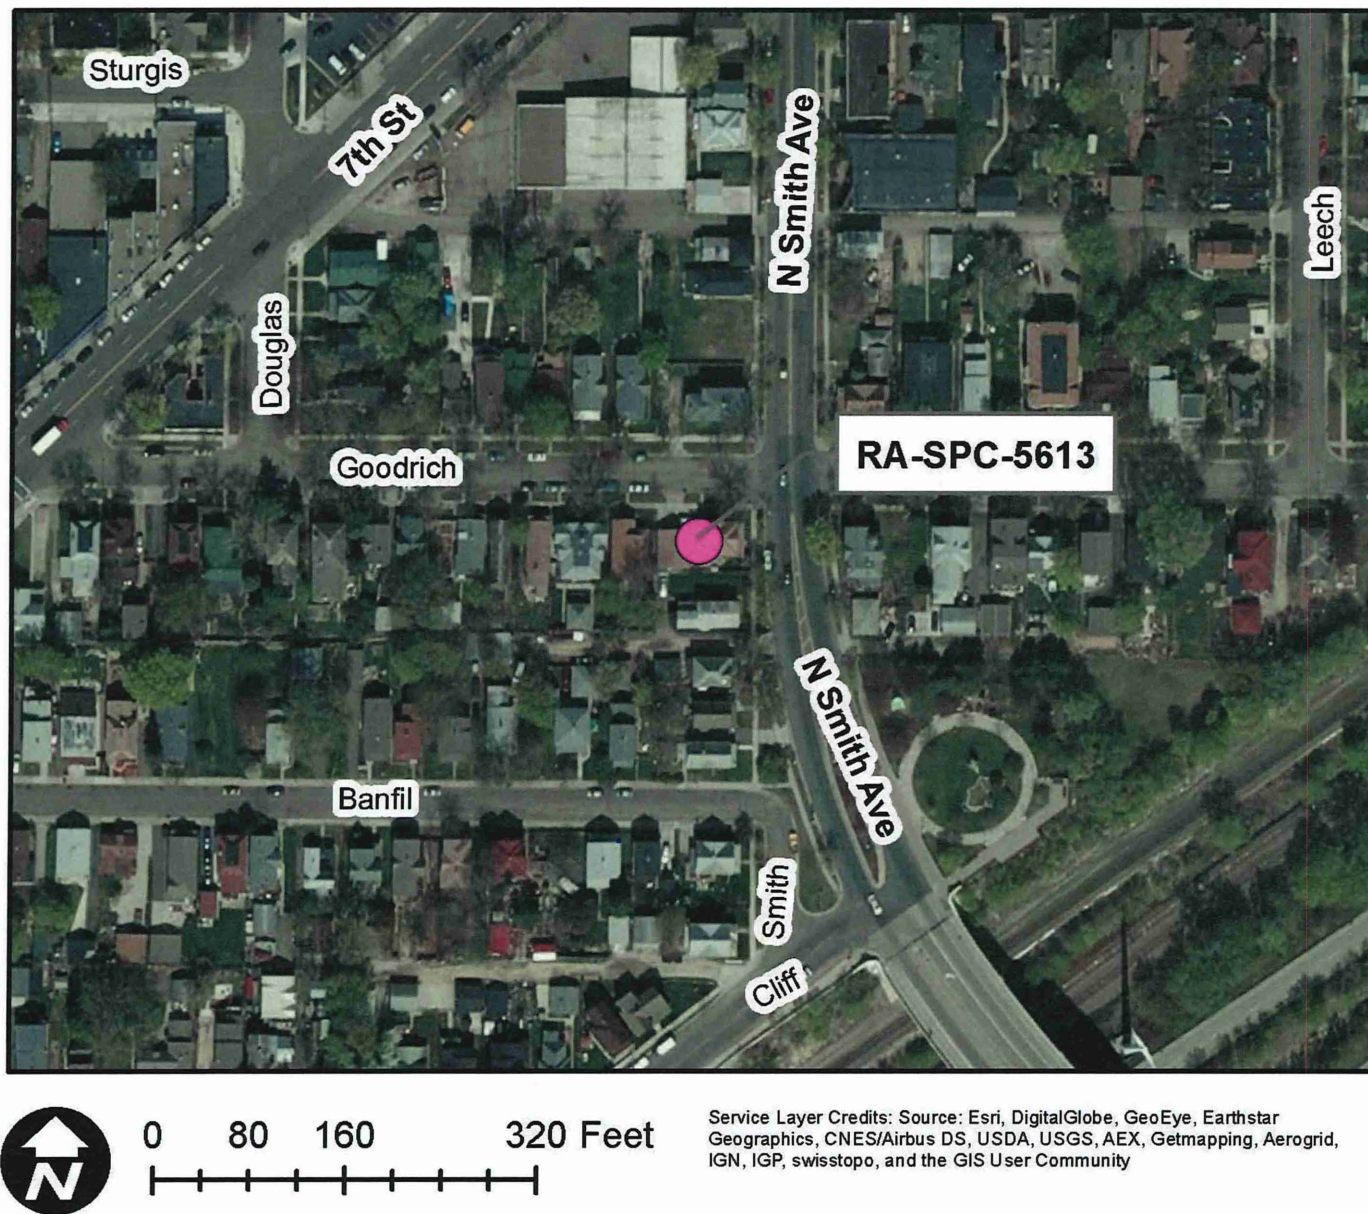 Sturgis
7th St
N Smith Ave
Leech
Douglas
Goodrich
RA-SPC-5613
N Smith Ave
Banfil
Smith
Cliff
N
0 80 160 320 Feet
Service Layer Credits: Source: Esri, DigitalGlobe, GeoEye, Earthstar
Geographics, CNES/Airbus DS, USDA, USGS, AEX, Getmapping, Aerogrid,
IGN, IGP, swisstopo, and the GIS User Community